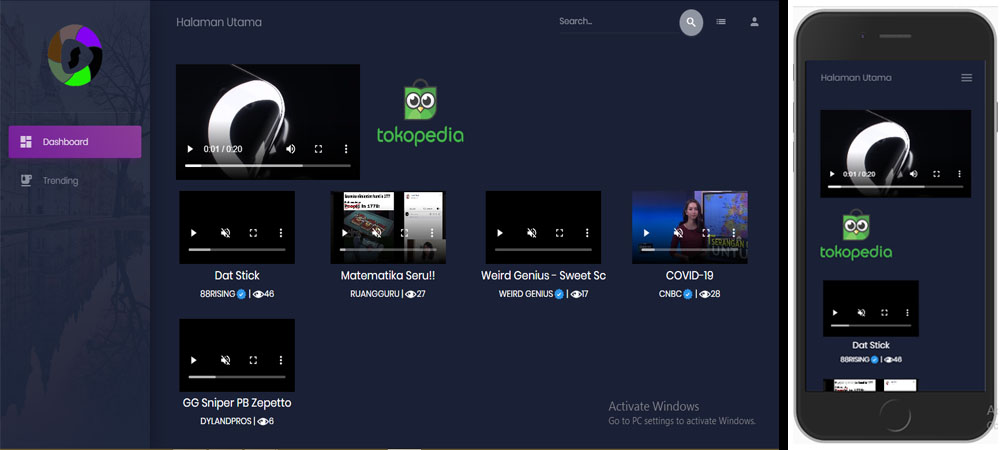 Halaman Utama
Search...
Dashboard
Trending
0:01 / 0:20
tokopedia
Dat Stick
88RISING | 46
Matematika Seru!!
RUANGGURU | 27
Weird Genius - Sweet Sc
WEIRD GENIUS | 17
SERANGAN
UNTU
COVID-19
CNBC | 28
GG Sniper PB Zepetto
DYLANDPROS | 6
Activate Windows
Go to PC settings to activate Windows.
Halaman Utama
0:01 / 0:20
tokopedia
Dat Stick
88RISING | 46